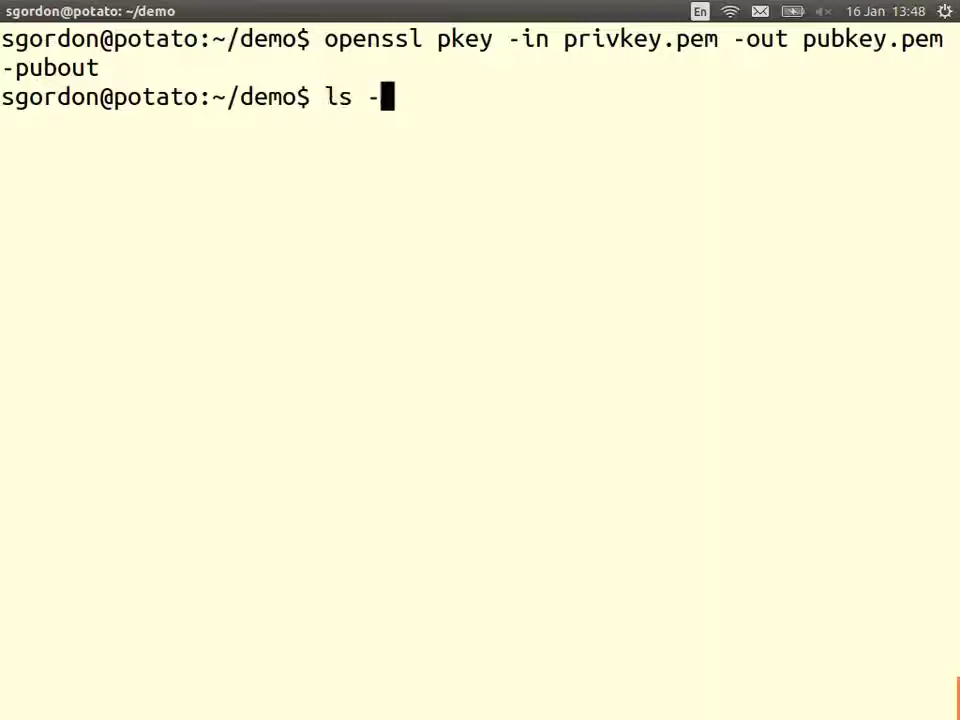 sgordon@potato: ~/demo
En
16 Jan 13:48
sgordon@potato:~/demo$ openssl pkey -in privkey.pem -out pubkey.pem
-pubout
sgordon@potato:~/demo$ ls -